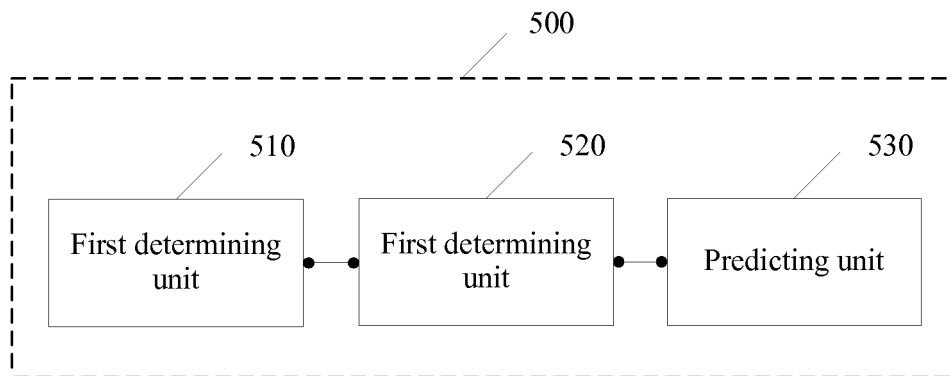 500
510
520
530
First determining
unit
First determining
unit
Predicting unit